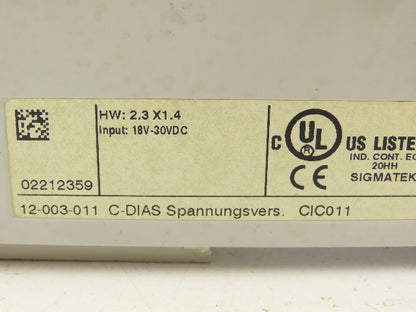 HW: 2.3 X1.4
Input: 18V-30VDC
02212359
C UL US LISTE
IND. CONT. EQ
20HH
CE SIGMATEK
12-003-011 C-DIAS Spannungsvers. CIC011